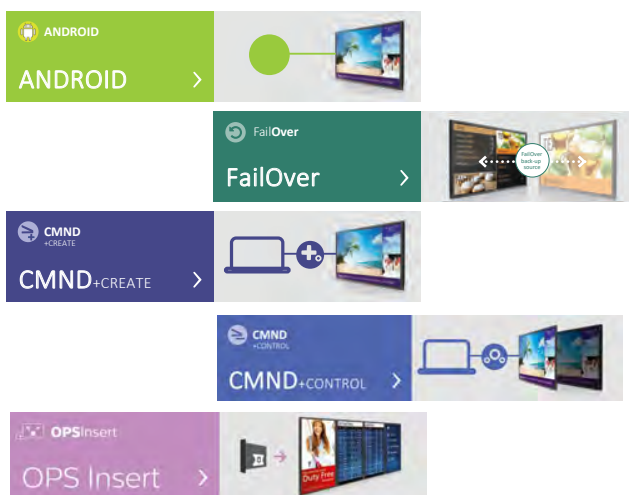 ANDROID
ANDROID
FailOver
FailOver
FailOver
back-up
source
CMND
+CREATE
CMND+CREATE
CMND
+CONTROL
CMND+CONTROL
OPSInsert
OPS Insert
Duty Free